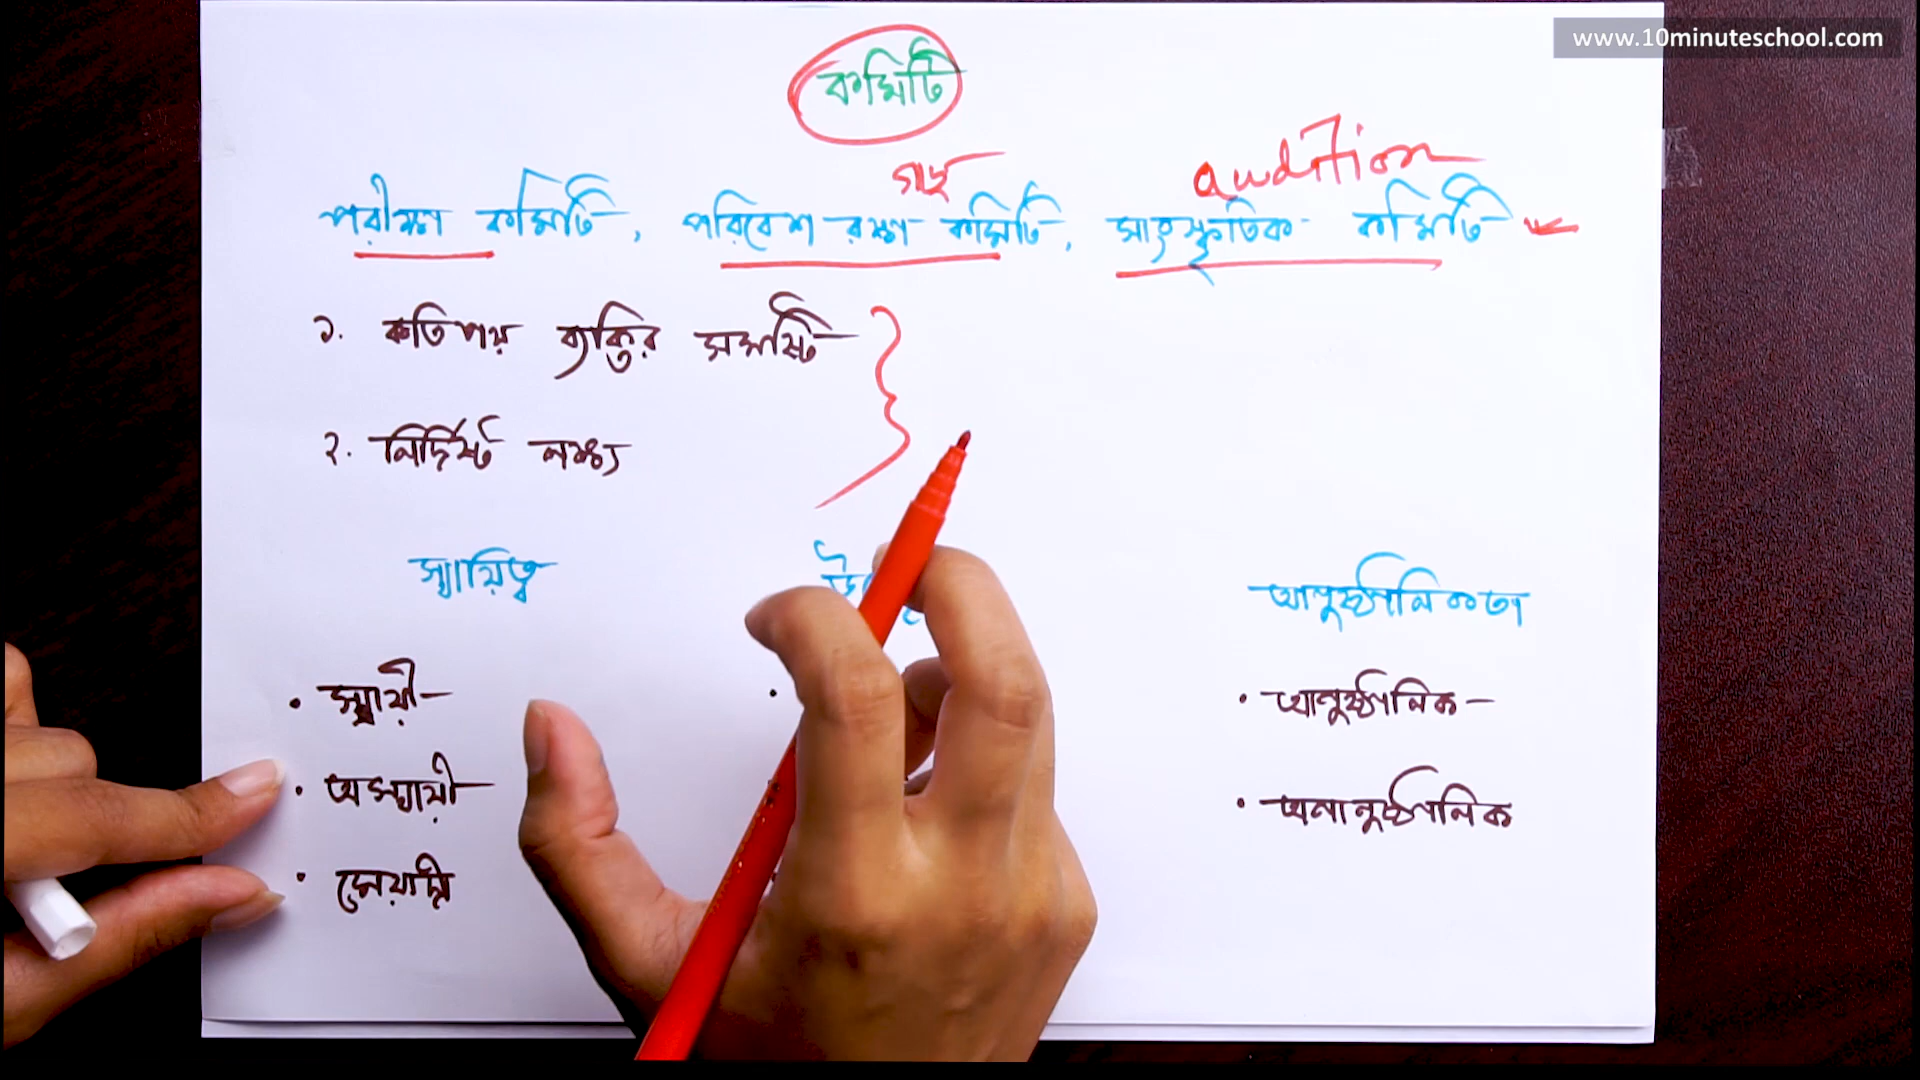 www.10minuteschool.com
কমিটি
গাছ audition
পরীক্ষা কমিটি, পরিবেশ রক্ষা কমিটি, সাংস্কৃতিক কমিটি
১. কতিপয় ব্যক্তির সমষ্টি
২. নির্দিষ্ট লক্ষ্য
স্থায়িত্ব আনুষ্ঠানিকতা
• স্থায়ী • আনুষ্ঠানিক
• অস্থায়ী • অনানুষ্ঠানিক
• মেয়াদি